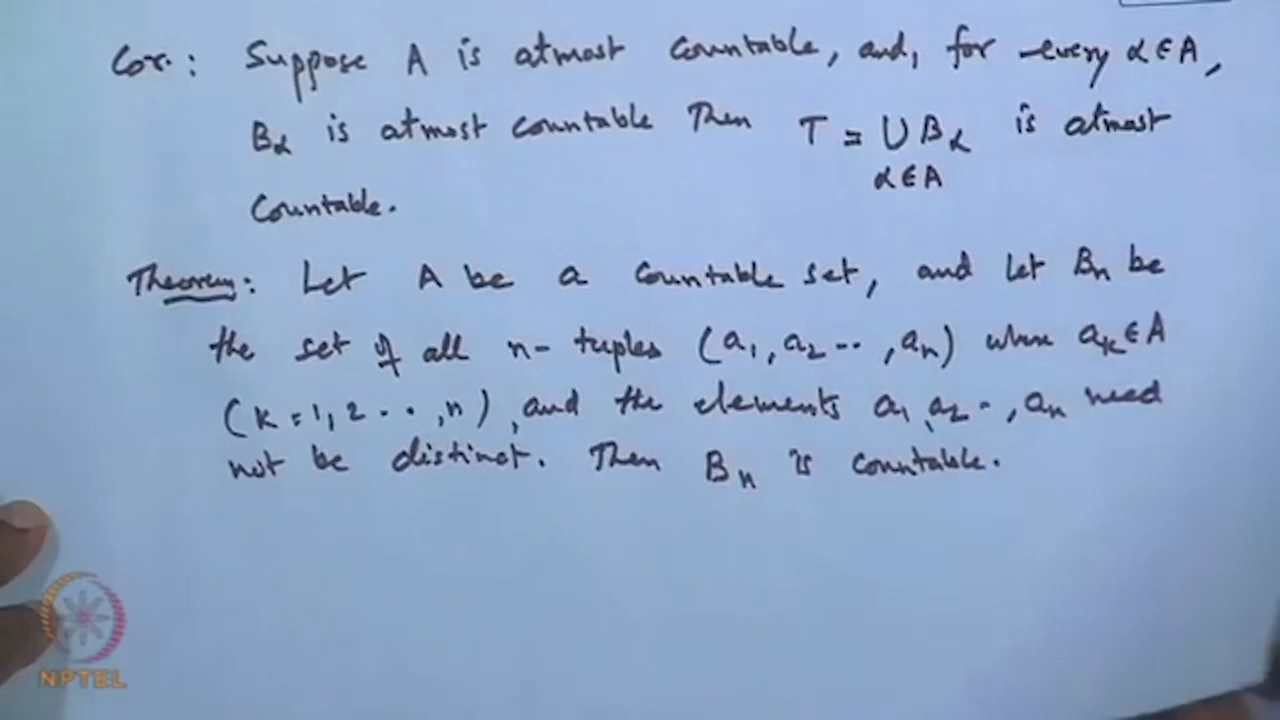 Cor.: Suppose A is atmost Countable, and, for every α∈A,
Bα is atmost countable Then T = ∪ Bα is atmost
α∈A
Countable.
Theorem: Let A be a Countable set, and let Bn be
the set of all n-tuples (a1, a2 .. , an) where ak∈A
(k=1,2...,n), and the elements a1, a2 ., an need
not be distinct. Then Bn is Countable.
NPTEL